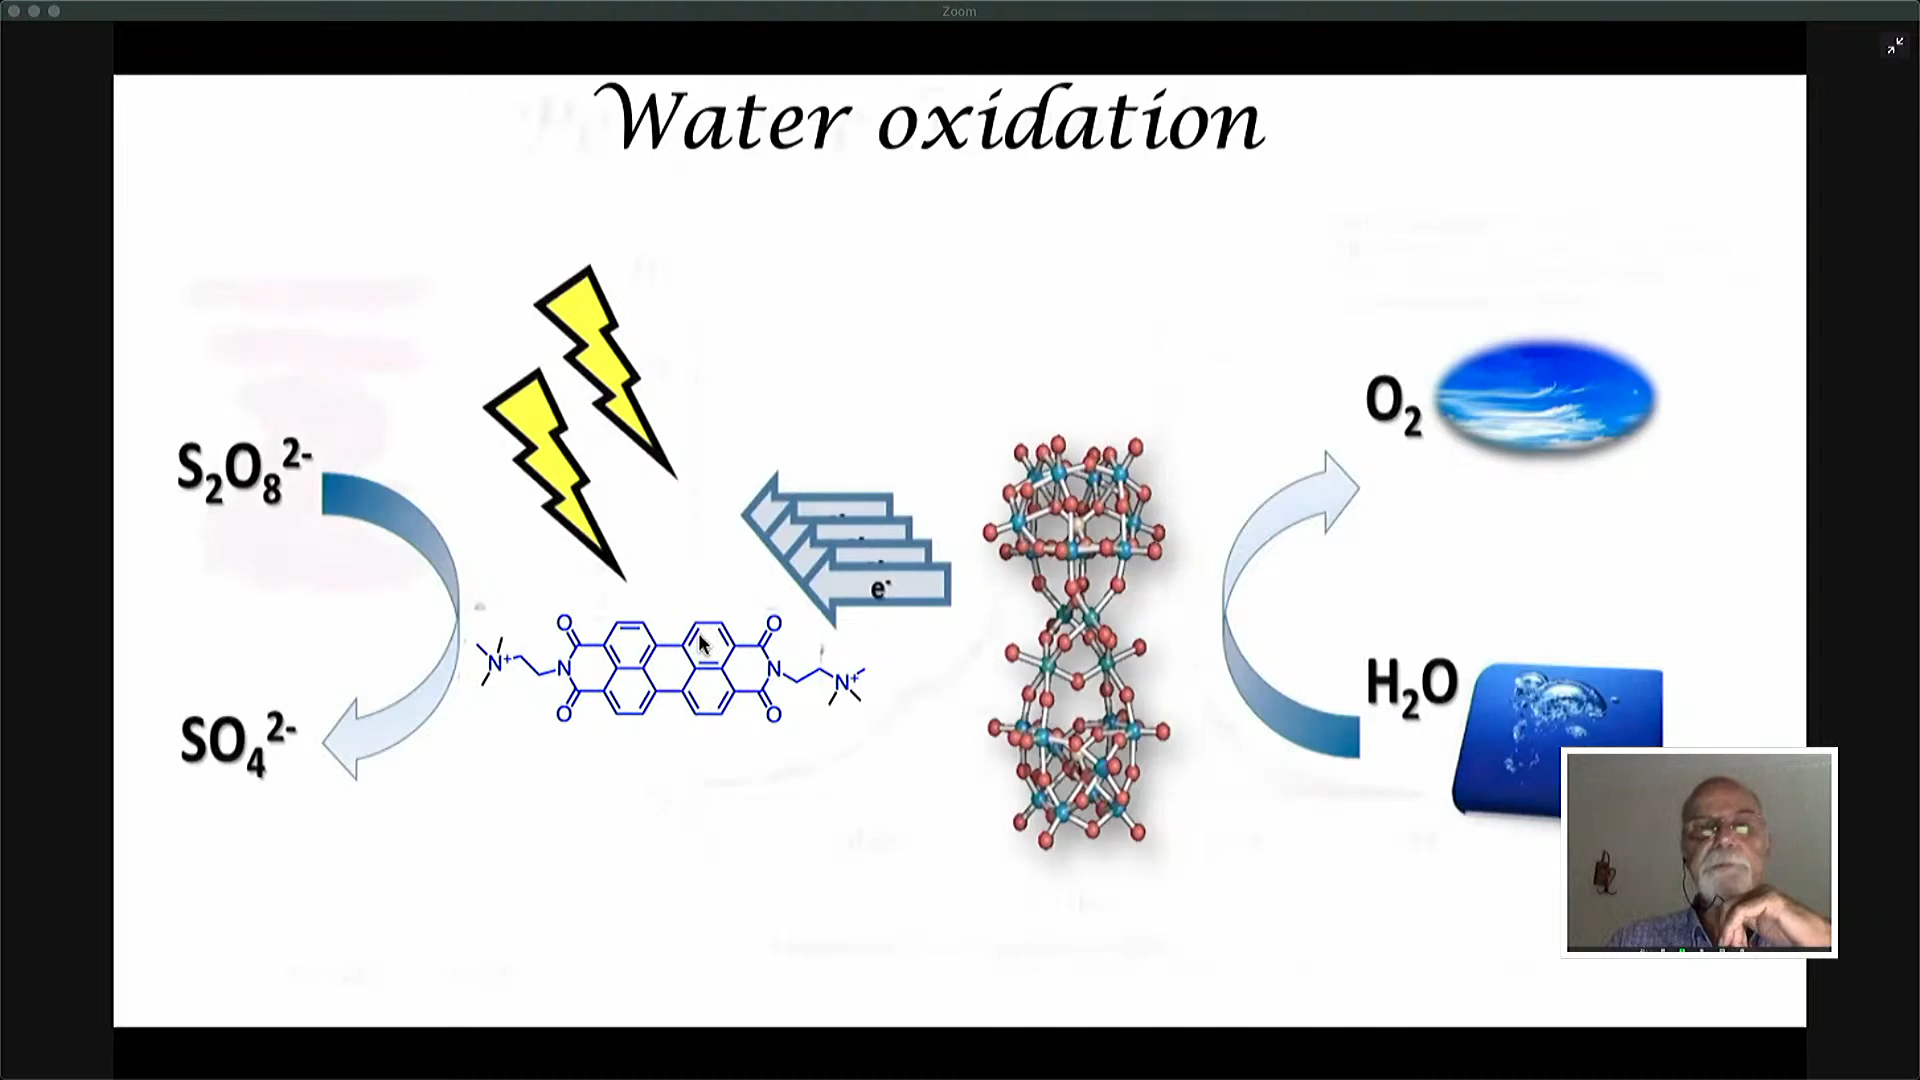 Zoom
Water oxidation
O₂
S₂O₈²⁻
e⁻
O O
N⁺ N N N⁺
O O
H₂O
SO₄²⁻